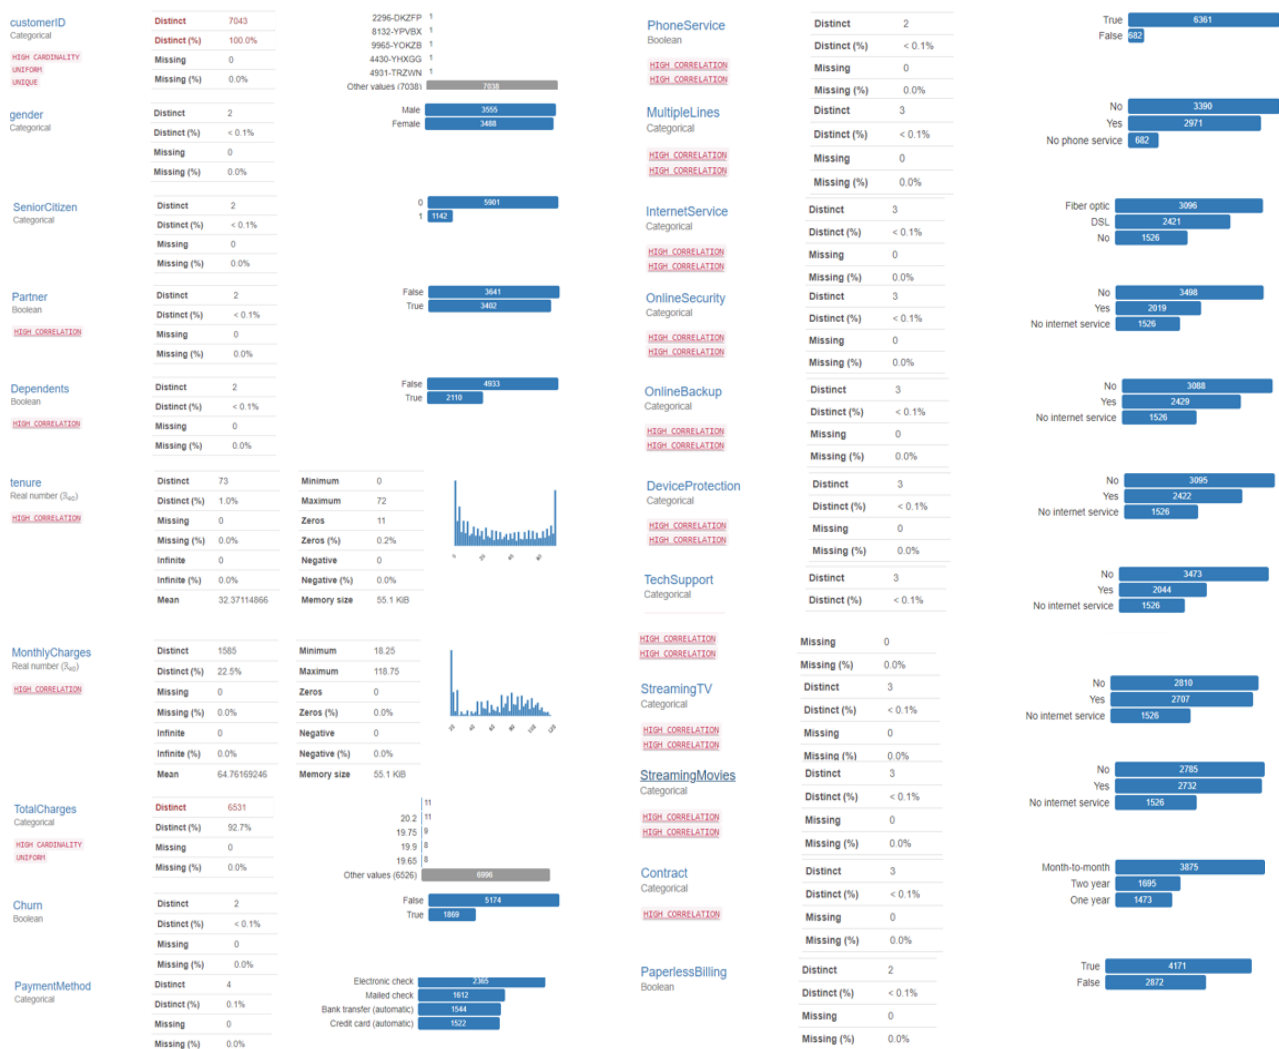 customerID
Categorical
HIGH CARDINALITY
UNIFORM
UNIQUE
Distinct 7043
Distinct (%) 100.0%
Missing 0
Missing (%) 0.0%
2296-DKZFP 1
8132-YPVBX 1
9965-YOKZB 1
4430-YHXGG 1
4931-TRZWN 1
Other values (7038) 7038
gender
Categorical
Distinct 2
Distinct (%) < 0.1%
Missing 0
Missing (%) 0.0%
Male 3555
Female 3488
SeniorCitizen
Categorical
Distinct 2
Distinct (%) < 0.1%
Missing 0
Missing (%) 0.0%
0 5901
1 1142
Partner
Boolean
HIGH CORRELATION
Distinct 2
Distinct (%) < 0.1%
Missing 0
Missing (%) 0.0%
False 3641
True 3402
Dependents
Boolean
HIGH CORRELATION
Distinct 2
Distinct (%) < 0.1%
Missing 0
Missing (%) 0.0%
False 4933
True 2110
tenure
Real number (ℝ≥0)
HIGH CORRELATION
Distinct 73
Distinct (%) 1.0%
Missing 0
Missing (%) 0.0%
Infinite 0
Infinite (%) 0.0%
Mean 32.37114866
Minimum 0
Maximum 72
Zeros 11
Zeros (%) 0.2%
Negative 0
Negative (%) 0.0%
Memory size 55.1 KiB
0 20 40 60
MonthlyCharges
Real number (ℝ≥0)
HIGH CORRELATION
Distinct 1585
Distinct (%) 22.5%
Missing 0
Missing (%) 0.0%
Infinite 0
Infinite (%) 0.0%
Mean 64.76169246
Minimum 18.25
Maximum 118.75
Zeros 0
Zeros (%) 0.0%
Negative 0
Negative (%) 0.0%
Memory size 55.1 KiB
20 40 60 80 100 120
TotalCharges
Categorical
HIGH CARDINALITY
UNIFORM
Distinct 6531
Distinct (%) 92.7%
Missing 0
Missing (%) 0.0%
11
20.2 11
19.75 9
19.9 8
19.65 8
Other values (6526) 6996
Churn
Boolean
Distinct 2
Distinct (%) < 0.1%
Missing 0
Missing (%) 0.0%
False 5174
True 1869
PaymentMethod
Categorical
Distinct 4
Distinct (%) 0.1%
Missing 0
Missing (%) 0.0%
Electronic check 2365
Mailed check 1612
Bank transfer (automatic) 1544
Credit card (automatic) 1522
PhoneService
Boolean
HIGH CORRELATION
HIGH CORRELATION
Distinct 2
Distinct (%) < 0.1%
Missing 0
Missing (%) 0.0%
True 6361
False 682
MultipleLines
Categorical
HIGH CORRELATION
HIGH CORRELATION
Distinct 3
Distinct (%) < 0.1%
Missing 0
Missing (%) 0.0%
No 3390
Yes 2971
No phone service 682
InternetService
Categorical
HIGH CORRELATION
HIGH CORRELATION
Distinct 3
Distinct (%) < 0.1%
Missing 0
Missing (%) 0.0%
Fiber optic 3096
DSL 2421
No 1526
OnlineSecurity
Categorical
HIGH CORRELATION
HIGH CORRELATION
Distinct 3
Distinct (%) < 0.1%
Missing 0
Missing (%) 0.0%
No 3498
Yes 2019
No internet service 1526
OnlineBackup
Categorical
HIGH CORRELATION
HIGH CORRELATION
Distinct 3
Distinct (%) < 0.1%
Missing 0
Missing (%) 0.0%
No 3088
Yes 2429
No internet service 1526
DeviceProtection
Categorical
HIGH CORRELATION
HIGH CORRELATION
Distinct 3
Distinct (%) < 0.1%
Missing 0
Missing (%) 0.0%
No 3095
Yes 2422
No internet service 1526
TechSupport
Categorical
Distinct 3
Distinct (%) < 0.1%
HIGH CORRELATION
HIGH CORRELATION
Missing 0
Missing (%) 0.0%
No 3473
Yes 2044
No internet service 1526
StreamingTV
Categorical
HIGH CORRELATION
HIGH CORRELATION
Distinct 3
Distinct (%) < 0.1%
Missing 0
Missing (%) 0.0%
No 2810
Yes 2707
No internet service 1526
StreamingMovies
Categorical
HIGH CORRELATION
HIGH CORRELATION
Distinct 3
Distinct (%) < 0.1%
Missing 0
Missing (%) 0.0%
No 2785
Yes 2732
No internet service 1526
Contract
Categorical
HIGH CORRELATION
Distinct 3
Distinct (%) < 0.1%
Missing 0
Missing (%) 0.0%
Month-to-month 3875
Two year 1695
One year 1473
PaperlessBilling
Boolean
Distinct 2
Distinct (%) < 0.1%
Missing 0
Missing (%) 0.0%
True 4171
False 2872